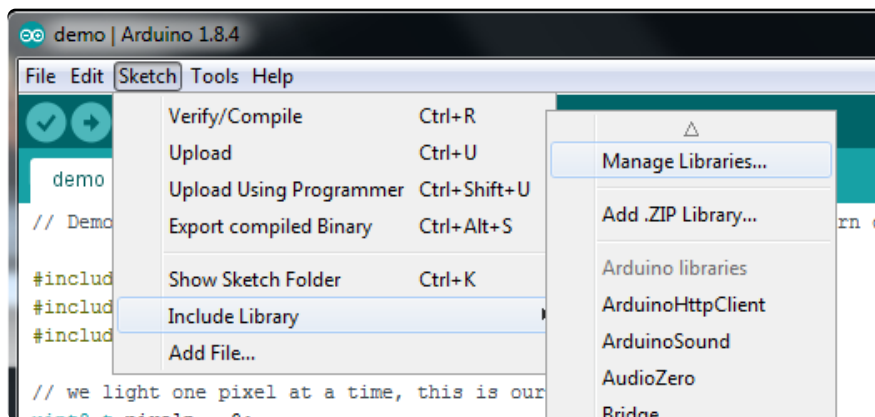 demo | Arduino 1.8.4
File Edit Sketch Tools Help
Verify/Compile Ctrl+R
Upload Ctrl+U
Upload Using Programmer Ctrl+Shift+U
Export compiled Binary Ctrl+Alt+S
Show Sketch Folder Ctrl+K
Include Library
Add File...
Manage Libraries...
Add .ZIP Library...
Arduino libraries
ArduinoHttpClient
ArduinoSound
AudioZero
Bridge
demo
// Demo
#includ
#includ
#includ
// we light one pixel at a time, this is our